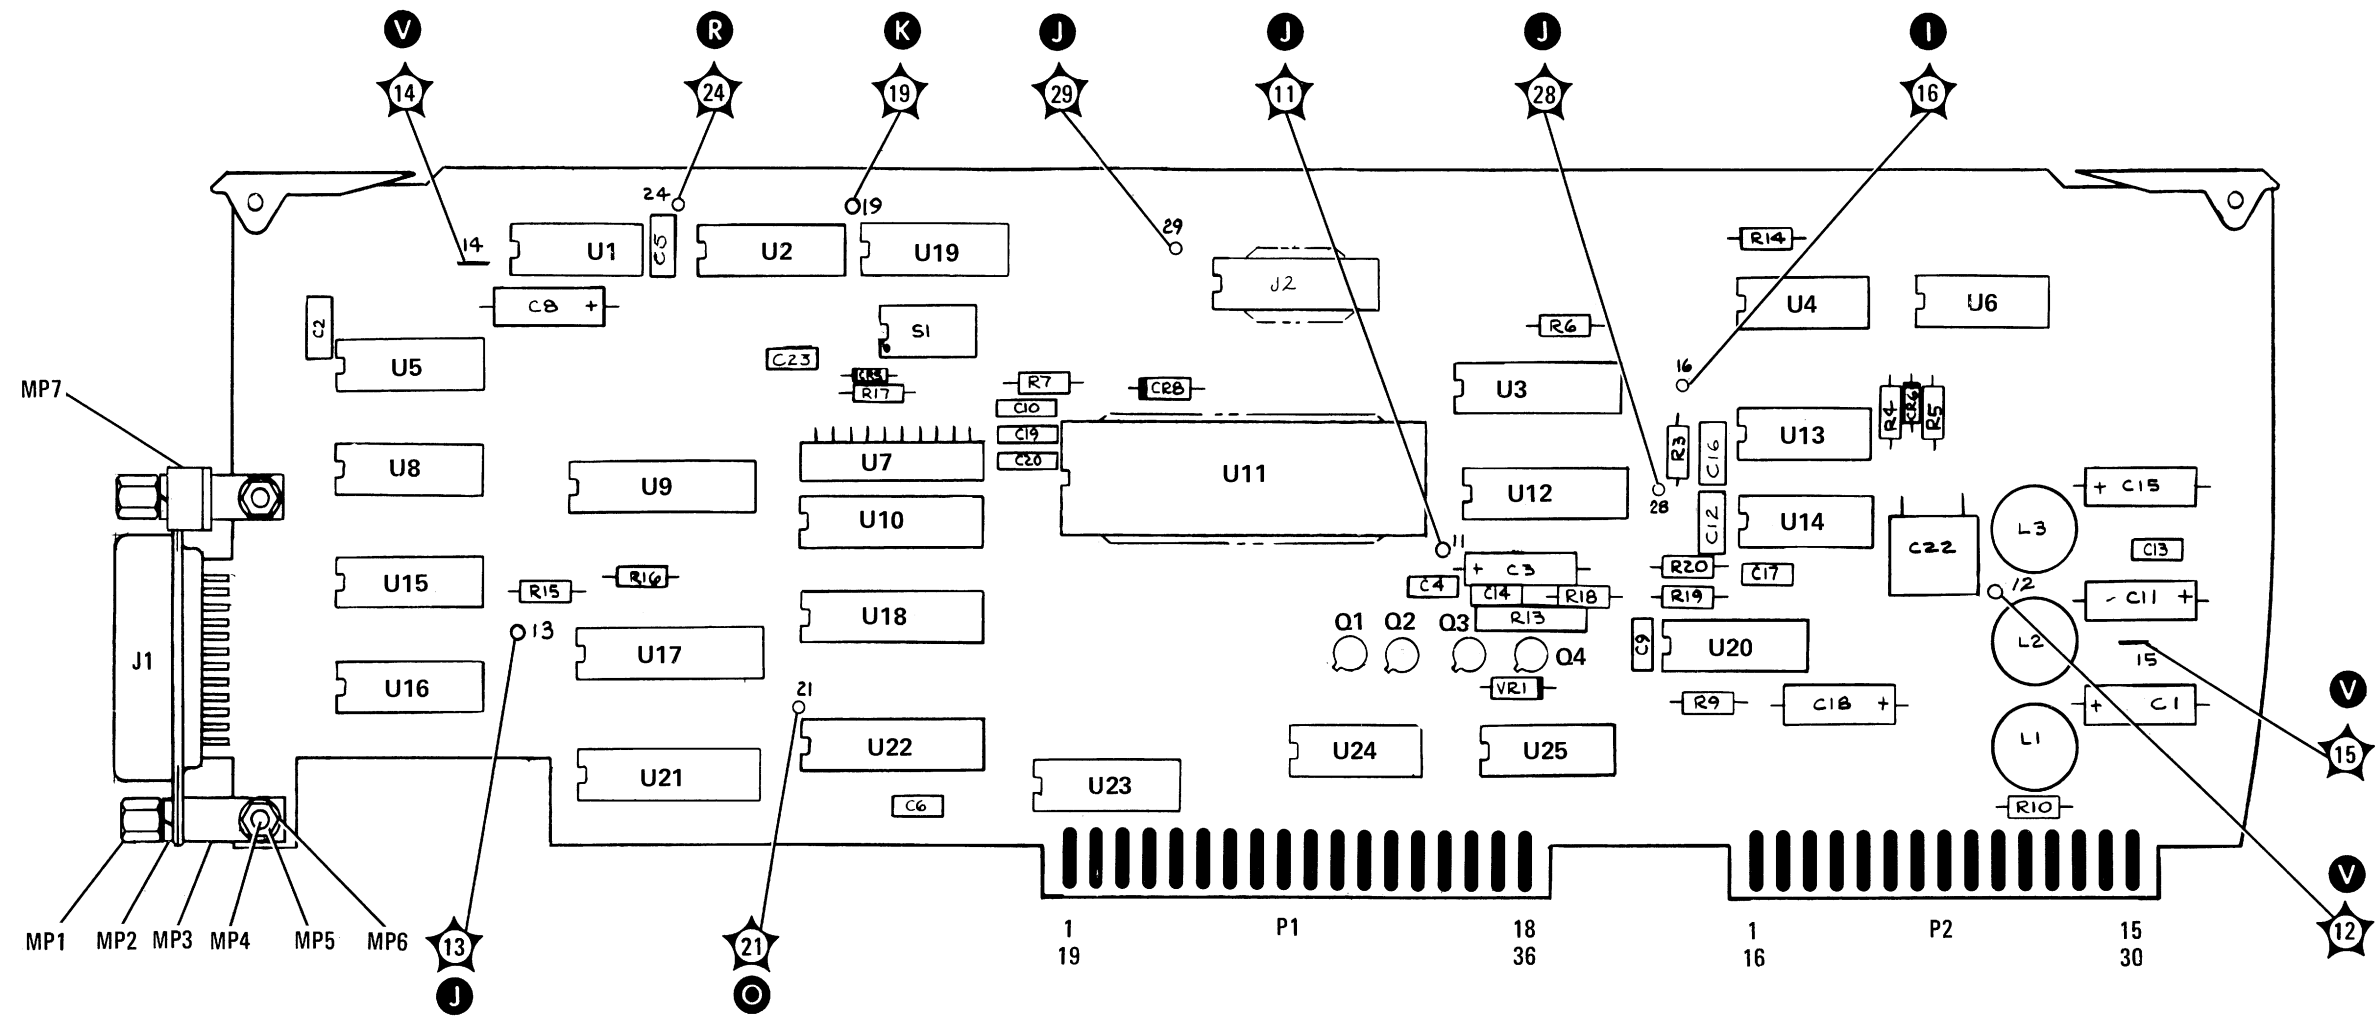 V R K J J J I
14 24 19 29 11 28 16
24
19
14
29
U1 C5 U2 U19
R14
C8 +
J2
U4 U6
C2
S1
R6
U5
C23
16
MP7
CR3
R17
R7
CR8
U3
C10
R4 CR6 R5
C19
U13
R3 C16
U8
U7
C20
U9
U11
U12
+ C15
28
U10
C12 U14
L3
C22
11
C13
+ C3
R20
C17
U15
R16
R15
C4
C14 R18
R19
12
- C11 +
U18
R13
Q1 Q2 Q3
13
Q4
C9 U20
L2
J1
U17
15
U16
21
VR1
V
R9
C18 +
+ C1
U22
U24
U25
L1
15
U21
U23
C6
R10
V
1 P1 18
1 P2 15
12
MP1 MP2 MP3 MP4 MP5 MP6
13
21
19 36
16 30
J
O